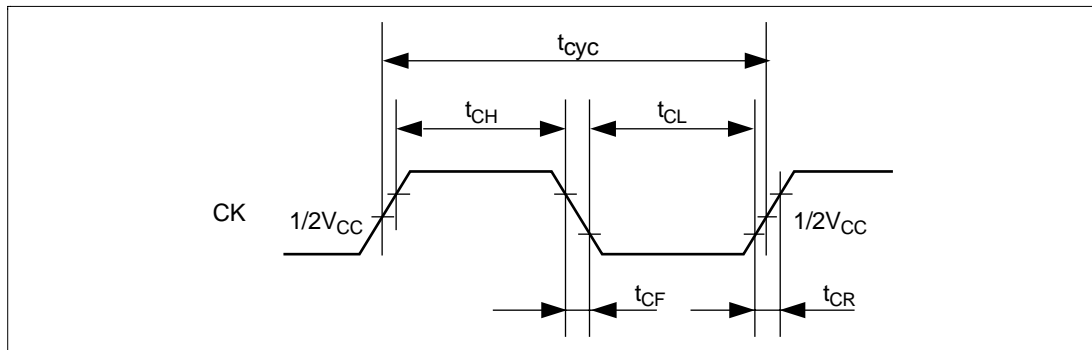 tcyc
tCH
tCL
CK
1/2VCC
1/2VCC
tCF
tCR